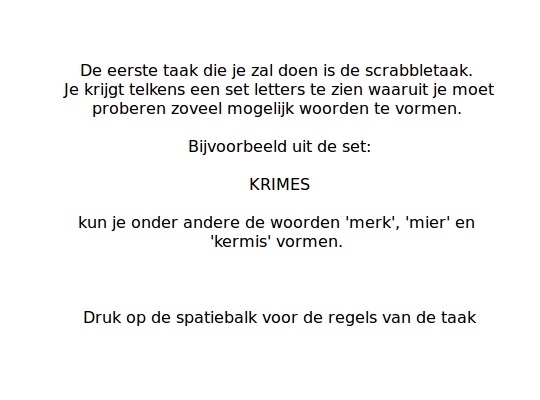 De eerste taak die je zal doen is de scrabbletaak.
Je krijgt telkens een set letters te zien waaruit je moet
proberen zoveel mogelijk woorden te vormen.
Bijvoorbeeld uit de set:
KRIMES
kun je onder andere de woorden 'merk', 'mier' en
'kermis' vormen.
Druk op de spatiebalk voor de regels van de taak